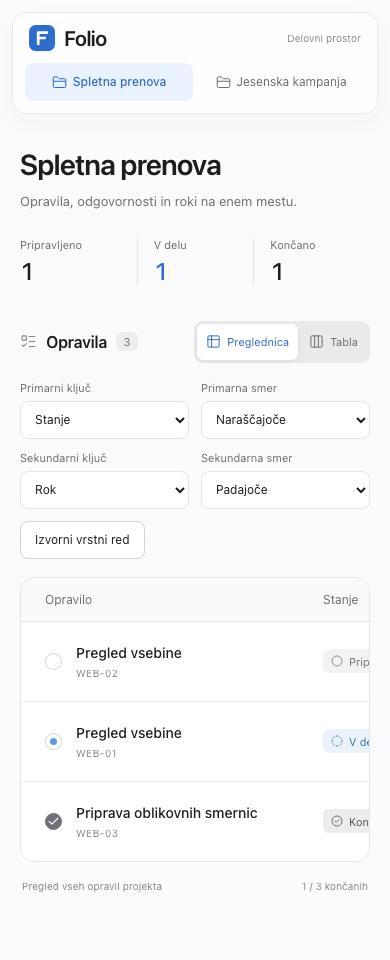 Folio
Delovni prostor
Spletna prenova
Jesenska kampanja
Spletna prenova
Opravila, odgovornosti in roki na enem mestu.
Pripravljeno
V delu
Končano
1
1
1
Opravila 3
Preglednica
Tabla
Primarni ključ
Primarna smer
Stanje
Naraščajoče
Sekundarni ključ
Sekundarna smer
Rok
Padajoče
Izvorni vrstni red
Opravilo
Stanje
Pregled vsebine
WEB-02
Pregled vsebine
WEB-01
Priprava oblikovnih smernic
WEB-03
Pregled vseh opravil projekta
1 / 3 končanih